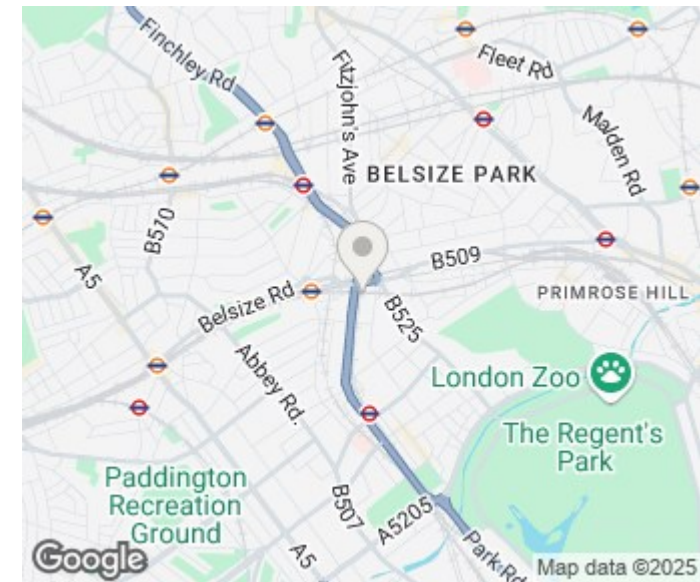 Finchley Rd
Fitzjohn's Ave
Fleet Rd
Malden Rd
BELSIZE PARK
B510
A5
B509
Belsize Rd
B525
PRIMROSE HILL
Abbey Rd.
London Zoo
The Regent's
Park
Paddington
Recreation
Ground
B507
A5205
A5
Park Rd
Google
Map data ©2025